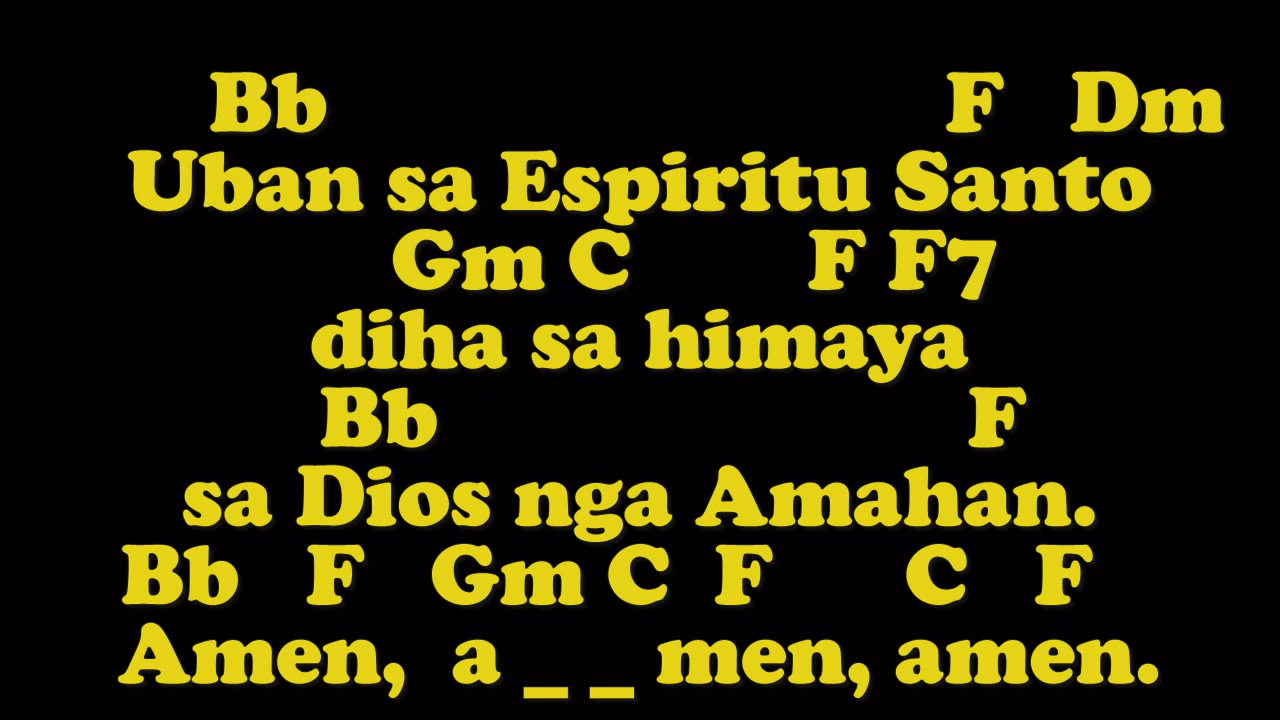 Bb F Dm
Uban sa Espiritu Santo
Gm C F F7
diha sa himaya
Bb F
sa Dios nga Amahan.
Bb F Gm C F C F
Amen, a _ _ men, amen.